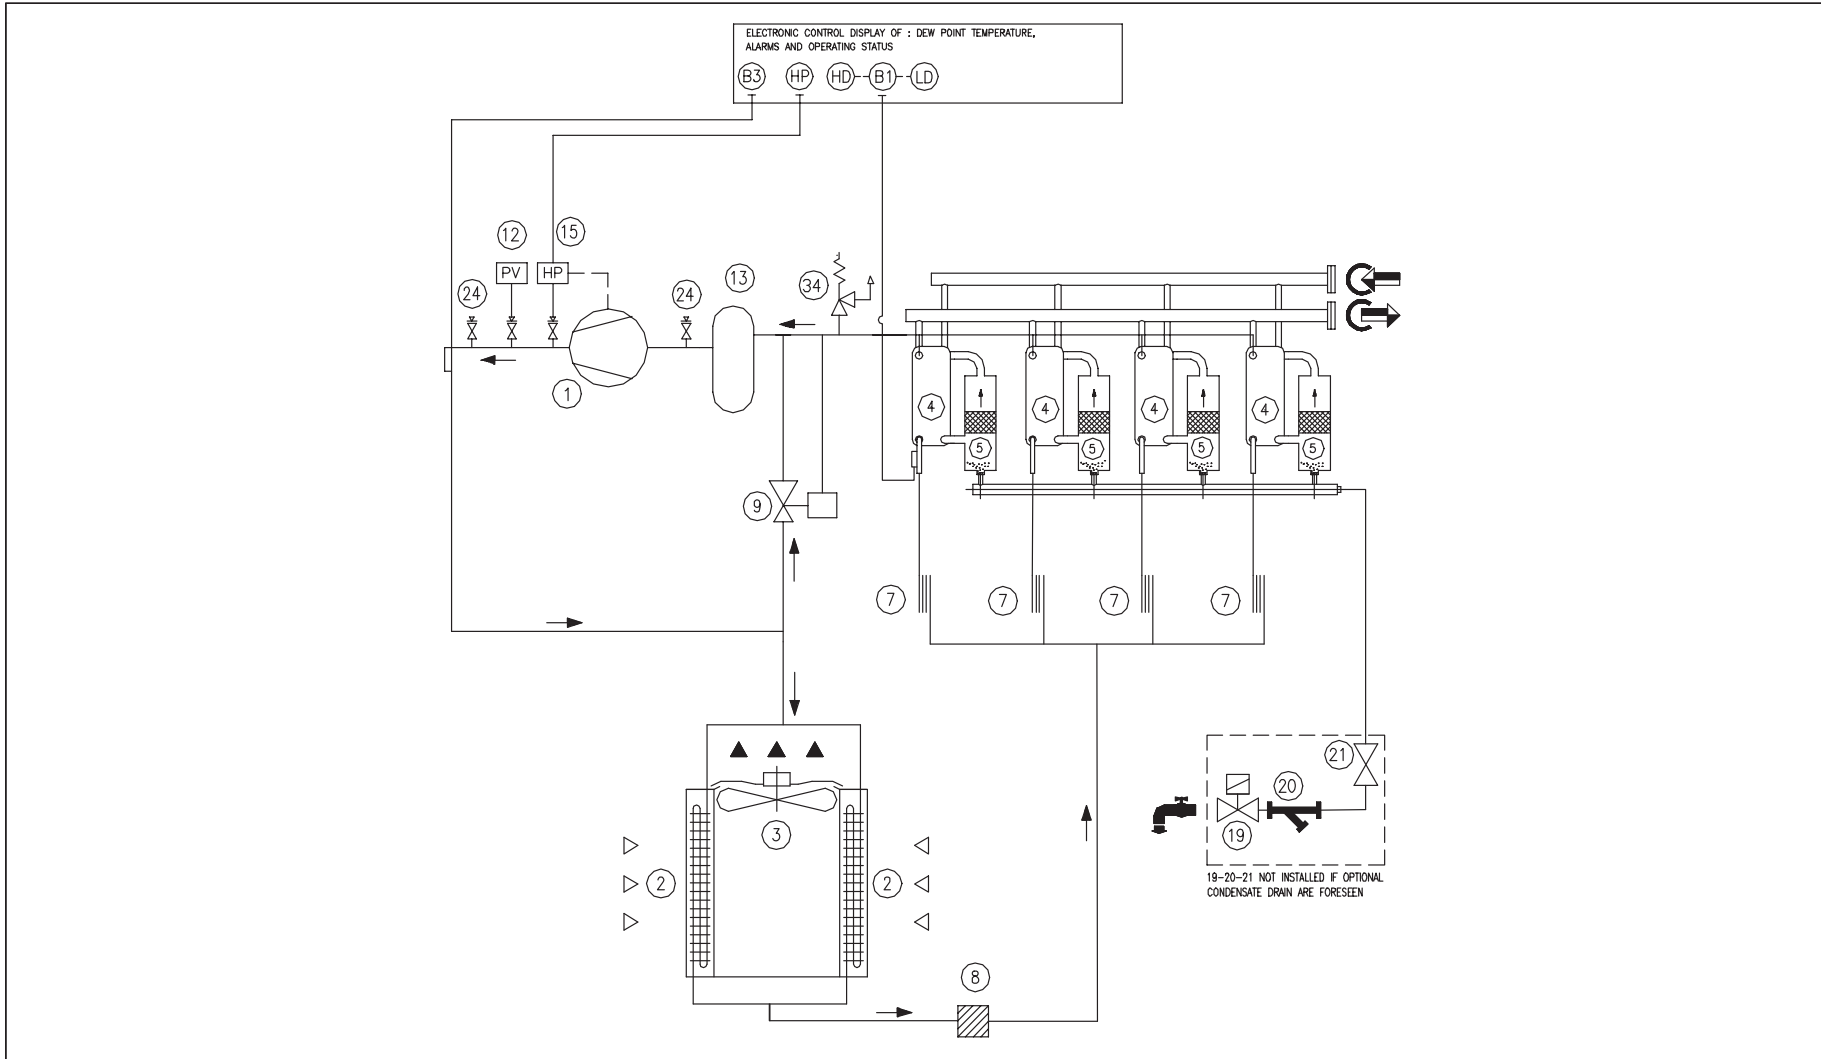 ELECTRONIC CONTROL DISPLAY OF : DEW POINT TEMPERATURE,
ALARMS AND OPERATING STATUS
B3 HP HD B1 LD
12 15
PV HP
24 24 13 34
1
4 4 4 4
5 5 5 5
9
7 7 7 7
21
20
19
3
2 2
19-20-21 NOT INSTALLED IF OPTIONAL
CONDENSATE DRAIN ARE FORESEEN
8